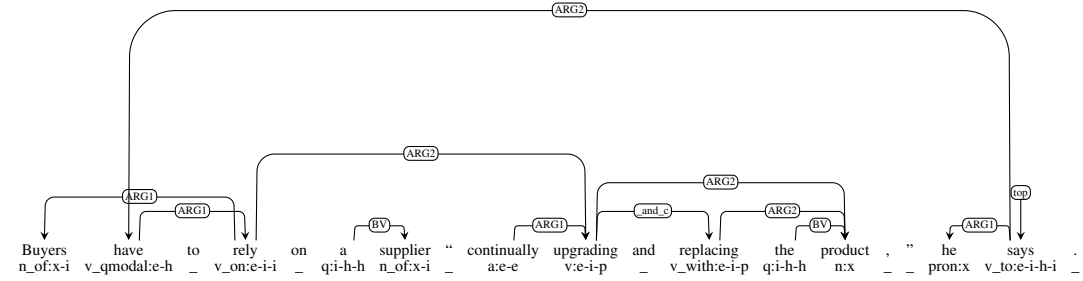 ARG2
ARG2
ARG2
top
ARG1
ARG1 _and_c ARG2
BV ARG1 BV ARG1
Buyers have to rely on a supplier “ continually upgrading and replacing the product , ” he says .
n_of:x-i v_qmodal:e-h _ v_on:e-i-i _ q:i-h-h n_of:x-i _ a:e-e v:e-i-p _ v_with:e-i-p q:i-h-h n:x _ _ pron:x v_to:e-i-h-i _